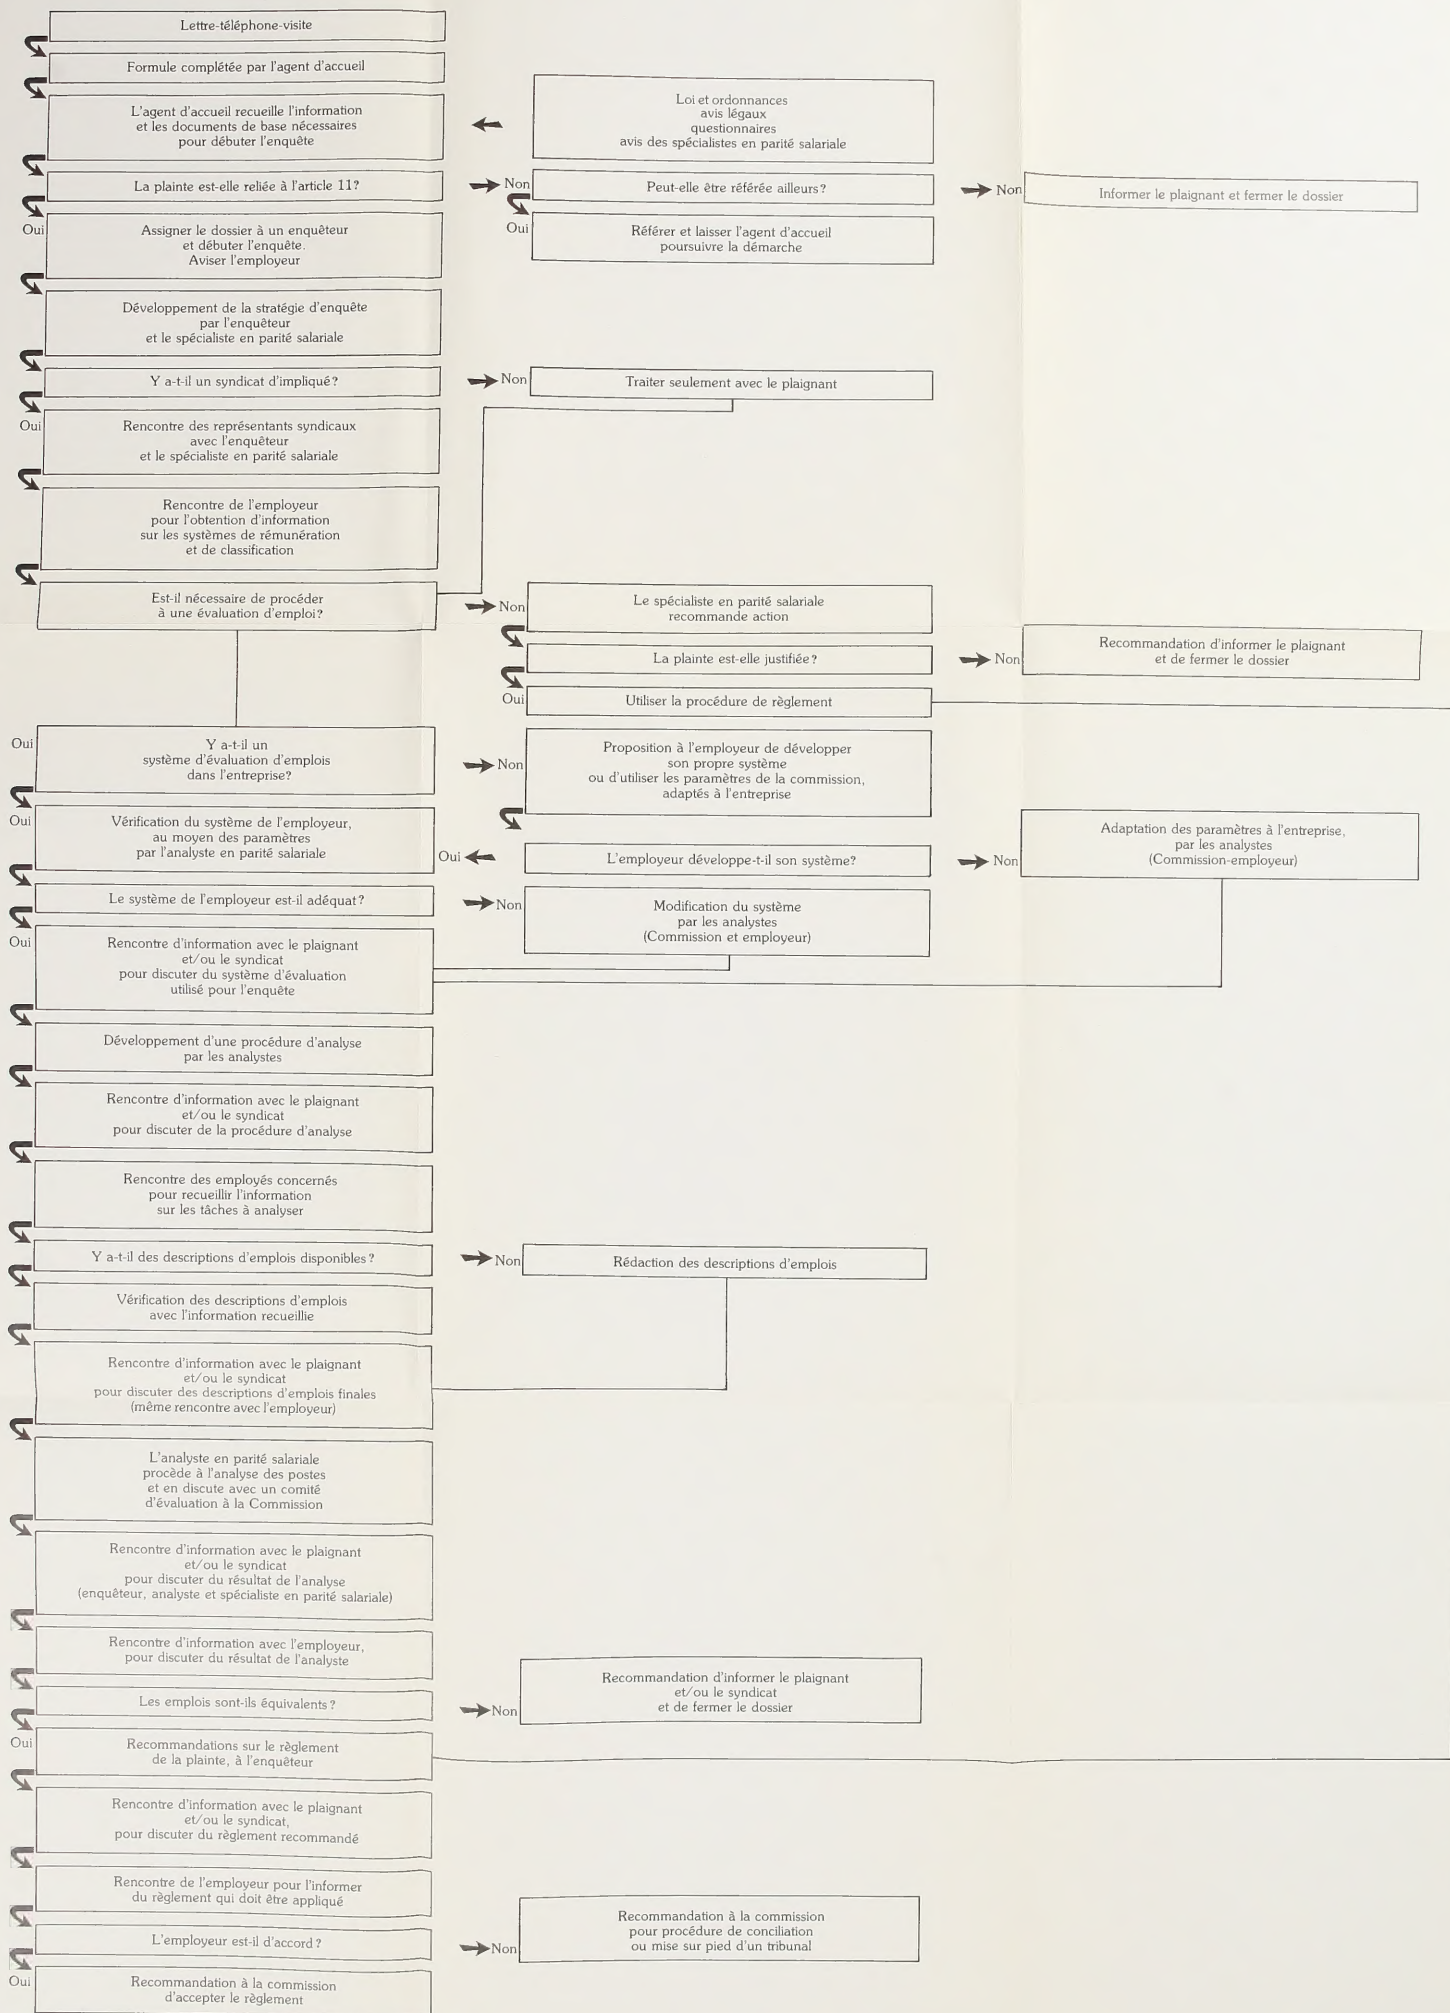 Lettre-téléphone-visite
Formule complétée par l'agent d'accueil
L'agent d'accueil recueille l'information
et les documents de base nécessaires
pour débuter l'enquête
Loi et ordonnances
avis légaux
questionnaires
avis des spécialistes en parité salariale
La plainte est-elle reliée à l'article 11?
Non
Peut-elle être référée ailleurs?
Non
Informer le plaignant et fermer le dossier
Oui
Assigner le dossier à un enquêteur
et débuter l'enquête.
Aviser l'employeur
Oui
Référer et laisser l'agent d'accueil
poursuivre la démarche
Développement de la stratégie d'enquête
par l'enquêteur
et le spécialiste en parité salariale
Y a-t-il un syndicat d'impliqué?
Non
Traiter seulement avec le plaignant
Oui
Rencontre des représentants syndicaux
avec l'enquêteur
et le spécialiste en parité salariale
Rencontre de l'employeur
pour l'obtention d'information
sur les systèmes de rémunération
et de classification
Est-il nécessaire de procéder
à une évaluation d'emploi?
Non
Le spécialiste en parité salariale
recommande action
La plainte est-elle justifiée?
Non
Recommandation d'informer le plaignant
et de fermer le dossier
Oui
Utiliser la procédure de règlement
Oui
Y a-t-il un
système d'évaluation d'emplois
dans l'entreprise?
Non
Proposition à l'employeur de développer
son propre système
ou d'utiliser les paramètres de la commission,
adaptés à l'entreprise
Oui
Vérification du système de l'employeur,
au moyen des paramètres
par l'analyste en parité salariale
Oui
L'employeur développe-t-il son système?
Non
Adaptation des paramètres à l'entreprise,
par les analystes
(Commission-employeur)
Le système de l'employeur est-il adéquat?
Non
Modification du système
par les analystes
(Commission et employeur)
Oui
Rencontre d'information avec le plaignant
et/ou le syndicat
pour discuter du système d'évaluation
utilisé pour l'enquête
Développement d'une procédure d'analyse
par les analystes
Rencontre d'information avec le plaignant
et/ou le syndicat
pour discuter de la procédure d'analyse
Rencontre des employés concernés
pour recueillir l'information
sur les tâches à analyser
Y a-t-il des descriptions d'emplois disponibles?
Non
Rédaction des descriptions d'emplois
Vérification des descriptions d'emplois
avec l'information recueillie
Rencontre d'information avec le plaignant
et/ou le syndicat
pour discuter des descriptions d'emplois finales
(même rencontre avec l'employeur)
L'analyste en parité salariale
procède à l'analyse des postes
et en discute avec un comité
d'évaluation à la Commission
Rencontre d'information avec le plaignant
et/ou le syndicat
pour discuter du résultat de l'analyse
(enquêteur, analyste et spécialiste en parité salariale)
Rencontre d'information avec l'employeur,
pour discuter du résultat de l'analyste
Les emplois sont-ils équivalents?
Non
Recommandation d'informer le plaignant
et/ou le syndicat
et de fermer le dossier
Oui
Recommandations sur le règlement
de la plainte, à l'enquêteur
Rencontre d'information avec le plaignant
et/ou le syndicat,
pour discuter du règlement recommandé
Rencontre de l'employeur pour l'informer
du règlement qui doit être appliqué
L'employeur est-il d'accord?
Non
Recommandation à la commission
pour procédure de conciliation
ou mise sur pied d'un tribunal
Oui
Recommandation à la commission
d'accepter le règlement